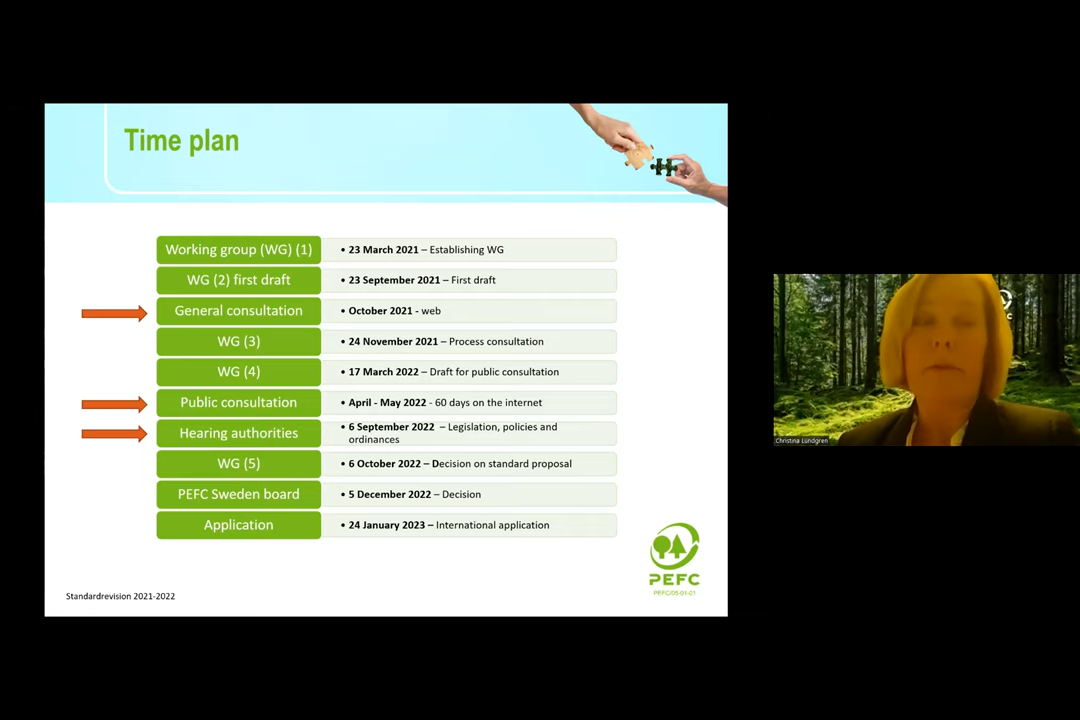 Time plan
Working group (WG) (1)
• 23 March 2021 – Establishing WG
WG (2) first draft
• 23 September 2021 – First draft
General consultation
• October 2021 - web
WG (3)
• 24 November 2021 – Process consultation
WG (4)
• 17 March 2022 – Draft for public consultation
Public consultation
• April - May 2022 - 60 days on the internet
Hearing authorities
• 6 September 2022 – Legislation, policies and
ordinances
WG (5)
• 6 October 2022 – Decision on standard proposal
PEFC Sweden board
• 5 December 2022 – Decision
Application
• 24 January 2023 – International application
PEFC
PEFC/05-01-01
Standardrevision 2021-2022
Christina Lundgren